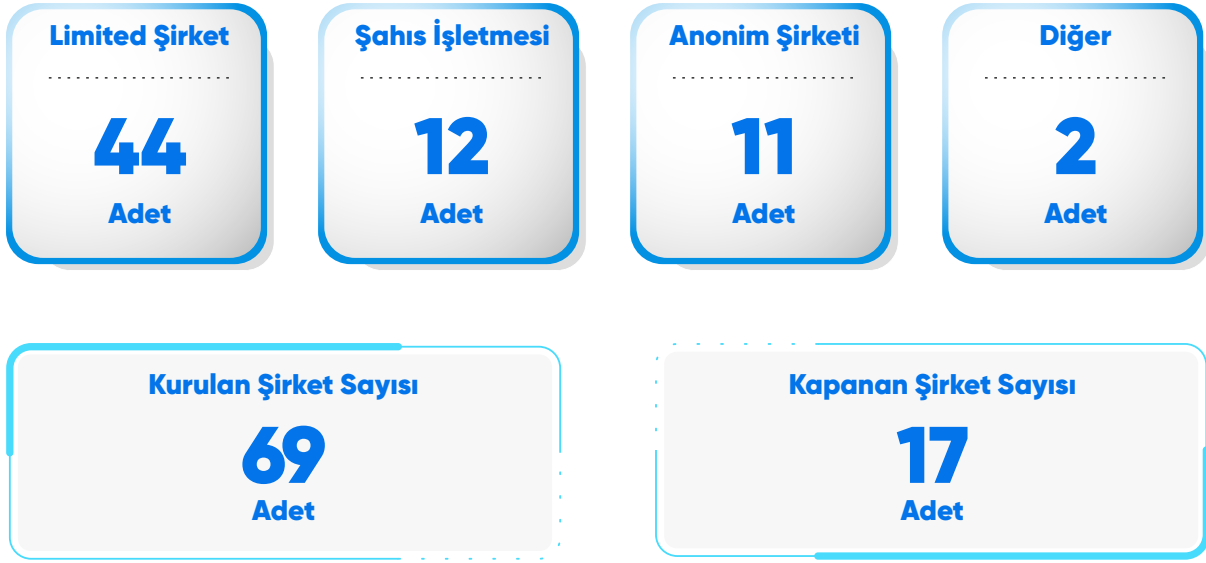 Limited Şirket
44
Adet
Şahıs İşletmesi
12
Adet
Anonim Şirketi
11
Adet
Diğer
2
Adet
Kurulan Şirket Sayısı
69
Adet
Kapanan Şirket Sayısı
17
Adet